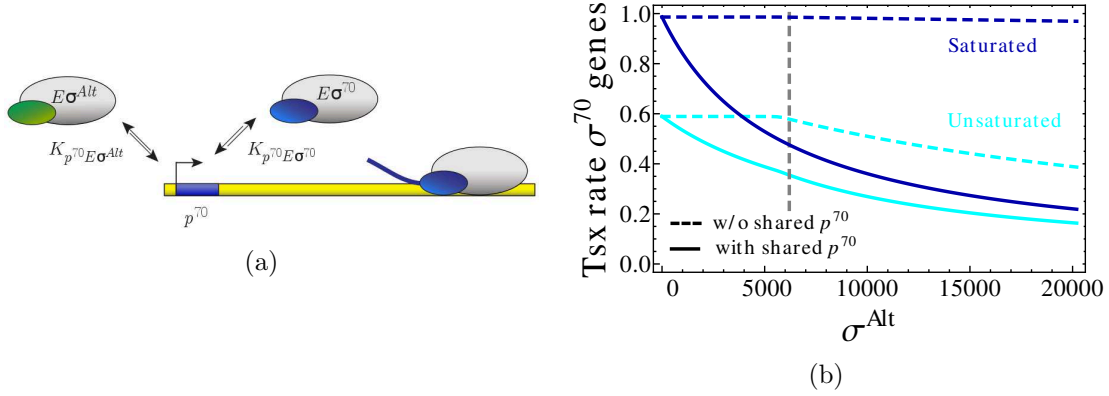 Eσ^Alt
Eσ^70
K_p^70Eσ^Alt
K_p^70Eσ^70
p^70
(a)
Tsx rate σ^70 genes
1.0
0.8
0.6
0.4
0.2
0.0
Saturated
Unsaturated
w/o shared p^70
with shared p^70
0 5000 10000 15000 20000
σ^Alt
(b)